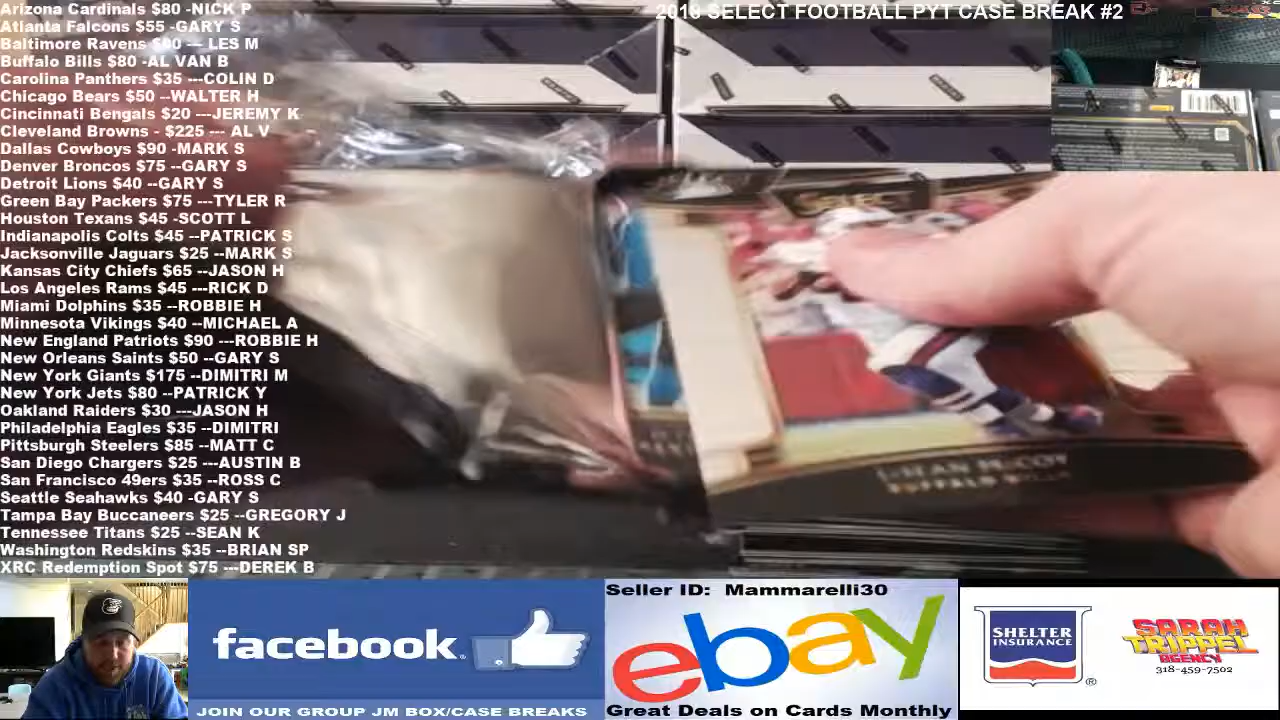 Arizona Cardinals $80 -NICK P
Atlanta Falcons $55 -GARY S
Baltimore Ravens --- LES M
Buffalo Bills $80 -AL VAN B
Carolina Panthers $35 ---COLIN D
Chicago Bears $50 --WALTER H
Cincinnati Bengals $20 ---JEREMY K
Cleveland Browns - $225 --- AL V
Dallas Cowboys $90 -MARK S
Denver Broncos $75 --GARY S
Detroit Lions $40 --GARY S
Green Bay Packers $75 ---TYLER R
Houston Texans $45 -SCOTT L
Indianapolis Colts $45 --PATRICK S
Jacksonville Jaguars $25 --MARK S
Kansas City Chiefs $65 --JASON H
Los Angeles Rams $45 ---RICK D
Miami Dolphins $35 --ROBBIE H
Minnesota Vikings $40 --MICHAEL A
New England Patriots $90 ---ROBBIE H
New Orleans Saints $50 --GARY S
New York Giants $175 --DIMITRI M
New York Jets $80 --PATRICK Y
Oakland Raiders $30 ---JASON H
Philadelphia Eagles $35 --DIMITRI
Pittsburgh Steelers $85 --MATT C
San Diego Chargers $25 ---AUSTIN B
San Francisco 49ers $35 --ROSS C
Seattle Seahawks $40 -GARY S
Tampa Bay Buccaneers $25 --GREGORY J
Tennessee Titans $25 --SEAN K
Washington Redskins $35 --BRIAN SP
XRC Redemption Spot $75 ---DEREK B
2018 SELECT FOOTBALL PYT CASE BREAK #2
SELECT
LESEAN MCCOY
BUFFALO BILLS
facebook
JOIN OUR GROUP JM BOX/CASE BREAKS
Seller ID: Mammarelli30
ebay
Great Deals on Cards Monthly
SHELTER
INSURANCE
®
SARAH
TRIPPEL
AGENCY
318-459-7502